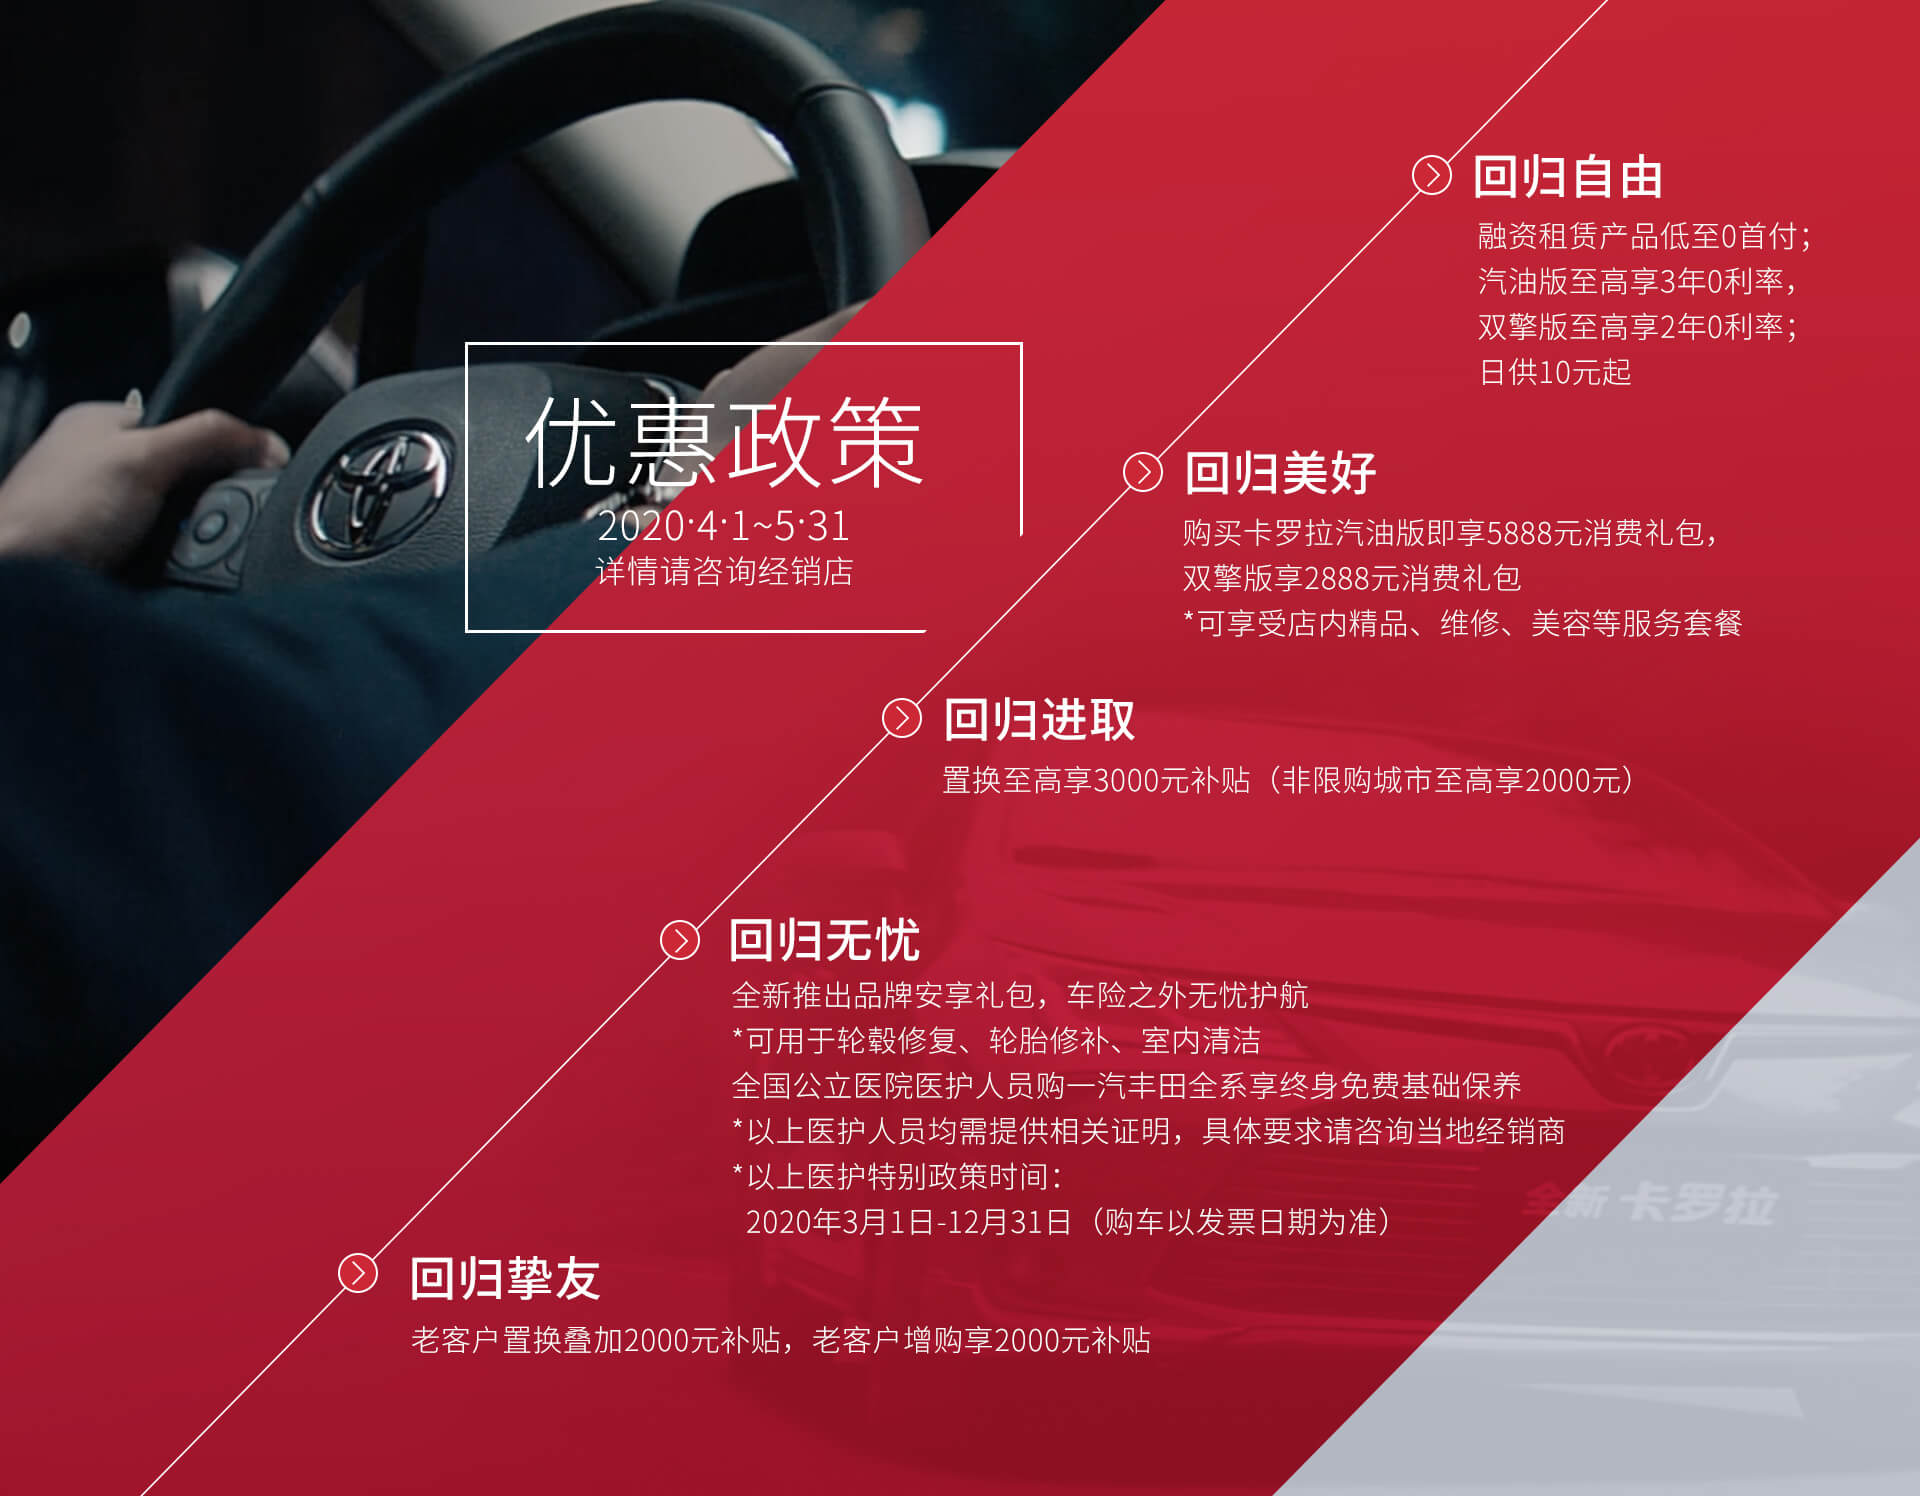 优惠政策
2020·4·1~5·31
详情请咨询经销店
回归自由
融资租赁产品低至0首付；
汽油版至高享3年0利率，
双擎版至高享2年0利率；
日供10元起
回归美好
购买卡罗拉汽油版即享5888元消费礼包，
双擎版享2888元消费礼包
*可享受店内精品、维修、美容等服务套餐
回归进取
置换至高享3000元补贴（非限购城市至高享2000元）
回归无忧
全新推出品牌安享礼包，车险之外无忧护航
*可用于轮毂修复、轮胎修补、室内清洁
全国公立医院医护人员购一汽丰田全系享终身免费基础保养
*以上医护人员均需提供相关证明，具体要求请咨询当地经销商
*以上医护特别政策时间：
2020年3月1日-12月31日（购车以发票日期为准）
全新 卡罗拉
回归挚友
老客户置换叠加2000元补贴，老客户增购享2000元补贴